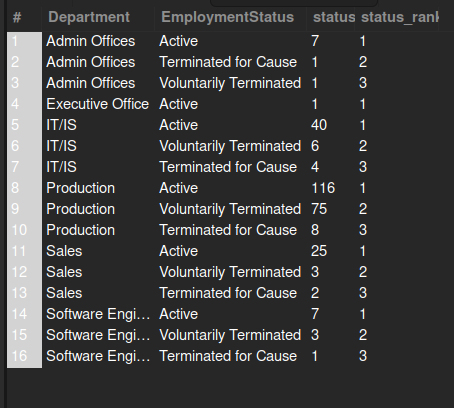 # Department EmploymentStatus status status_rank
1 Admin Offices Active 7 1
2 Admin Offices Terminated for Cause 1 2
3 Admin Offices Voluntarily Terminated 1 3
4 Executive Office Active 1 1
5 IT/IS Active 40 1
6 IT/IS Voluntarily Terminated 6 2
7 IT/IS Terminated for Cause 4 3
8 Production Active 116 1
9 Production Voluntarily Terminated 75 2
10 Production Terminated for Cause 8 3
11 Sales Active 25 1
12 Sales Voluntarily Terminated 3 2
13 Sales Terminated for Cause 2 3
14 Software Engi... Active 7 1
15 Software Engi... Voluntarily Terminated 3 2
16 Software Engi... Terminated for Cause 1 3